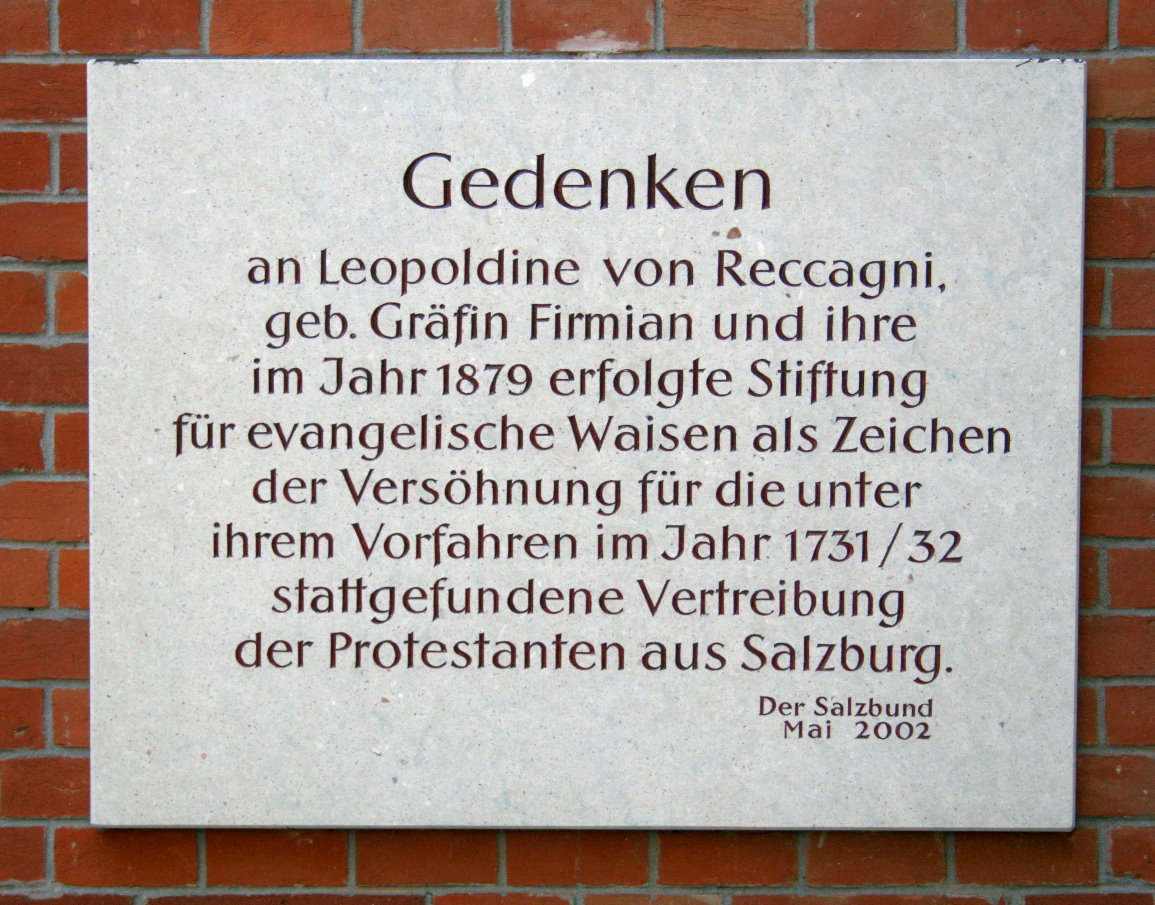 Gedenken
an Leopoldine von Reccagni,
geb. Gräfin Firmian und ihre
im Jahr 1879 erfolgte Stiftung
für evangelische Waisen als Zeichen
der Versöhnung für die unter
ihrem Vorfahren im Jahr 1731/32
stattgefundene Vertreibung
der Protestanten aus Salzburg.
Der Salzbund
Mai 2002